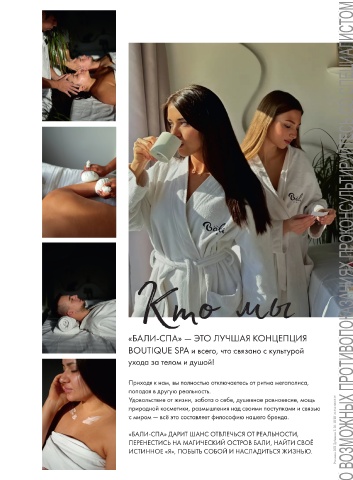 Bali
Bali
Кто мы
«БАЛИ-СПА» — ЭТО ЛУЧШАЯ КОНЦЕПЦИЯ
BOUTIQUE SPA и всего, что связано с культурой
ухода за телом и душой!
Приходя к нам, вы полностью отключаетесь от ритма мегаполиса,
попадая в другую реальность.
Удовольствие от жизни, забота о себе, душевное равновесие, мощь
природной косметики, размышления над своими поступками и связью
с миром — всё это составляет философию нашего бренда.
«БАЛИ-СПА» ДАРИТ ШАНС ОТВЛЕЧЬСЯ ОТ РЕАЛЬНОСТИ,
ПЕРЕНЕСТИСЬ НА МАГИЧЕСКИЙ ОСТРОВ БАЛИ, НАЙТИ СВОЁ
ИСТИННОЕ «Я», ПОБЫТЬ СОБОЙ И НАСЛАДИТЬСЯ ЖИЗНЬЮ.
О ВОЗМОЖНЫХ ПРОТИВОПОКАЗАНИЯХ ПРОКОНСУЛЬТИРУЙТЕСЬ СО СПЕЦИАЛИСТОМ